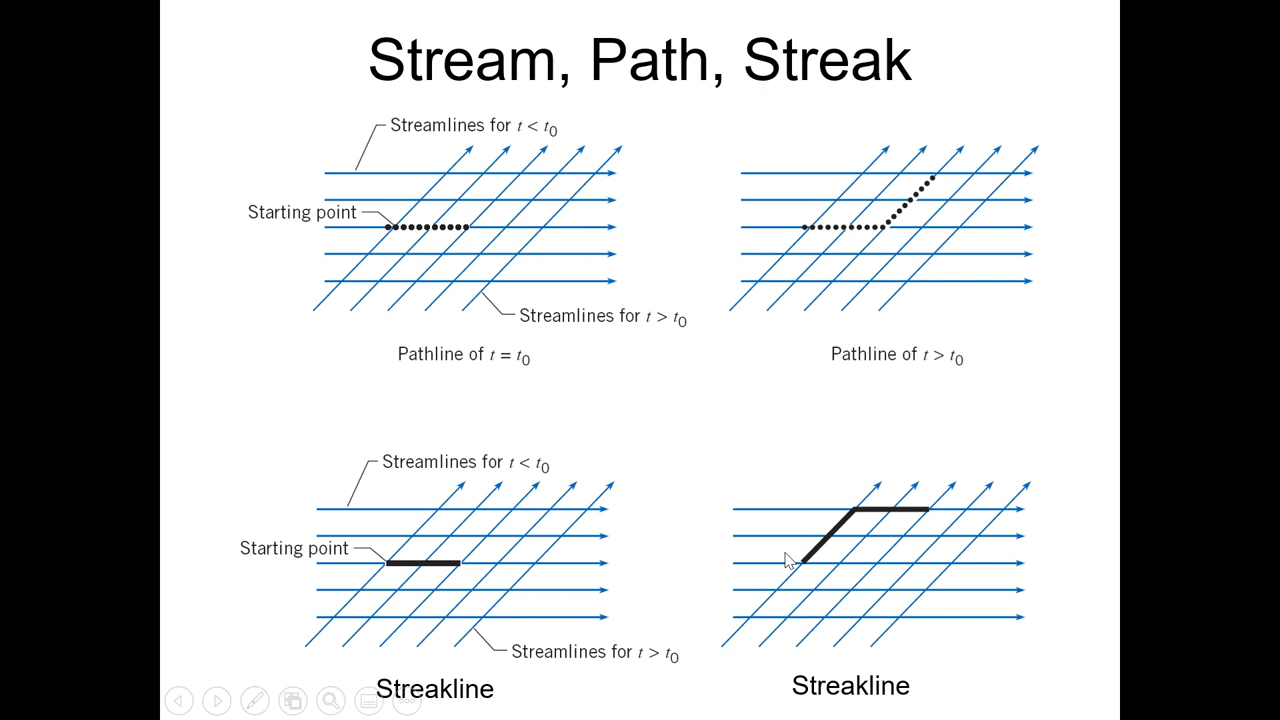 Stream, Path, Streak
Streamlines for t < t₀
Starting point
Streamlines for t > t₀
Pathline of t = t₀
Pathline of t > t₀
Streamlines for t < t₀
Starting point
Streamlines for t > t₀
Streakline
Streakline